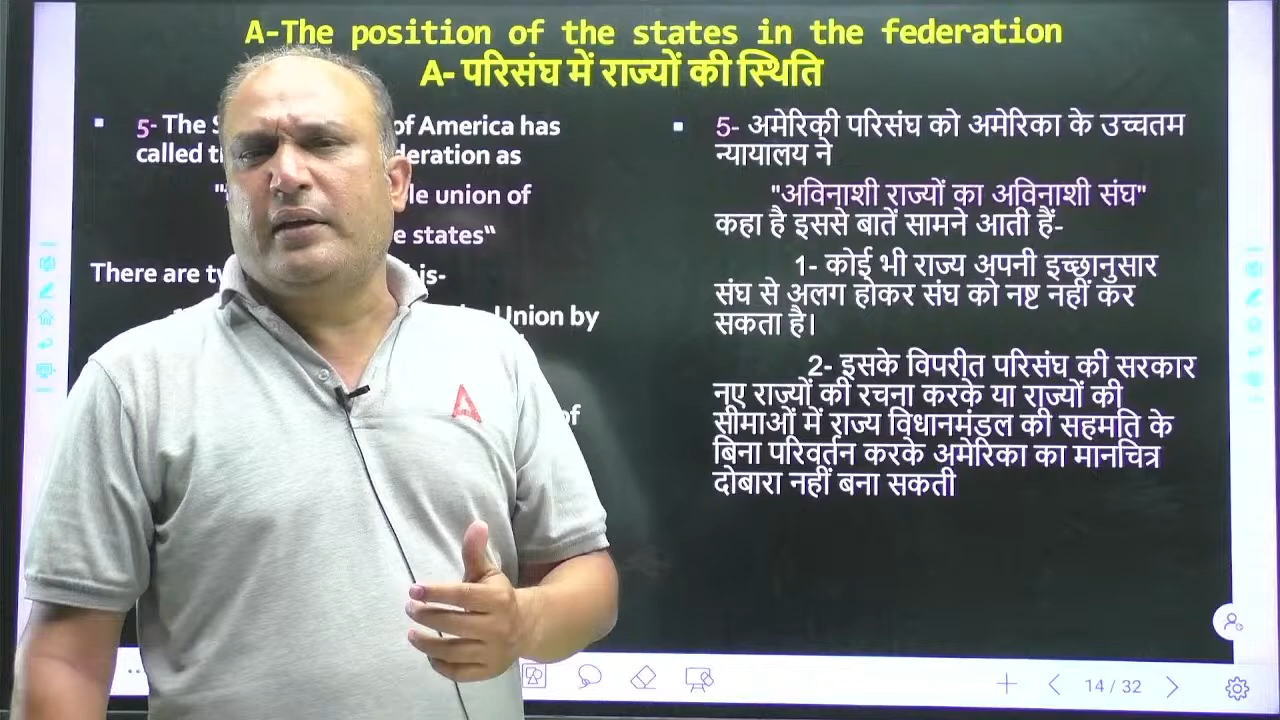 A-The position of the states in the federation
A- परिसंघ में राज्यों की स्थिति
5- The of America has
called deration as
union of
states“
There are
Union by
of
5- अमेरिकी परिसंघ को अमेरिका के उच्चतम
न्यायालय ने
"अविनाशी राज्यों का अविनाशी संघ"
कहा है इससे बातें सामने आती हैं-
1- कोई भी राज्य अपनी इच्छानुसार
संघ से अलग होकर संघ को नष्ट नहीं कर
सकता है।
2- इसके विपरीत परिसंघ की सरकार
नए राज्यों की रचना करके या राज्यों की
सीमाओं में राज्य विधानमंडल की सहमति के
बिना परिवर्तन करके अमेरिका का मानचित्र
दोबारा नहीं बना सकती
14 / 32